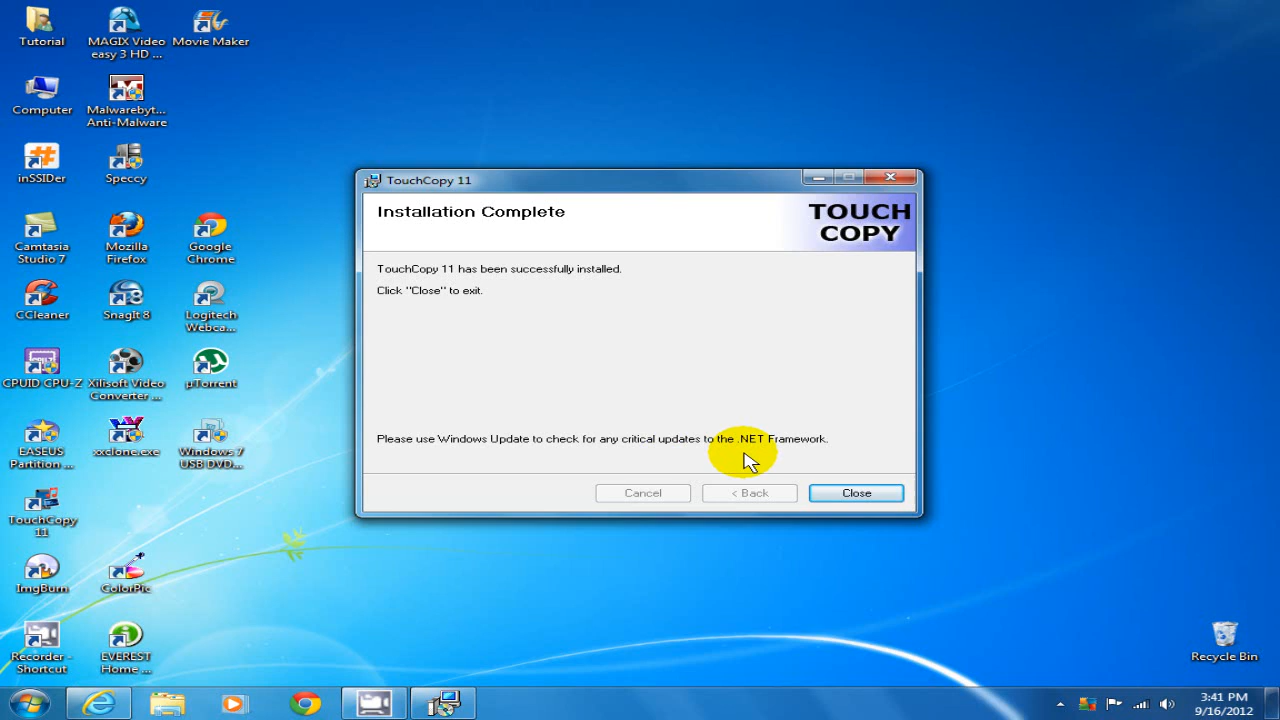 Tutorial
MAGIX Video
easy 3 HD ...
Movie Maker
Computer
Malwarebyt...
Anti-Malware
inSSIDer
Speccy
Camtasia
Studio 7
Mozilla
Firefox
Google
Chrome
CCleaner
SnagIt 8
Logitech
Webca...
CPUID CPU-Z
Xilisoft Video
Converter ...
µTorrent
EASEUS
Partition ...
xxclone.exe
Windows 7
USB DVD...
TouchCopy
11
ImgBurn
ColorPic
Recorder -
Shortcut
EVEREST
Home ...
TouchCopy 11
Installation Complete
TOUCH
COPY
TouchCopy 11 has been successfully installed.
Click "Close" to exit.
Please use Windows Update to check for any critical updates to the .NET Framework.
Cancel
< Back
Close
Recycle Bin
3:41 PM
9/16/2012